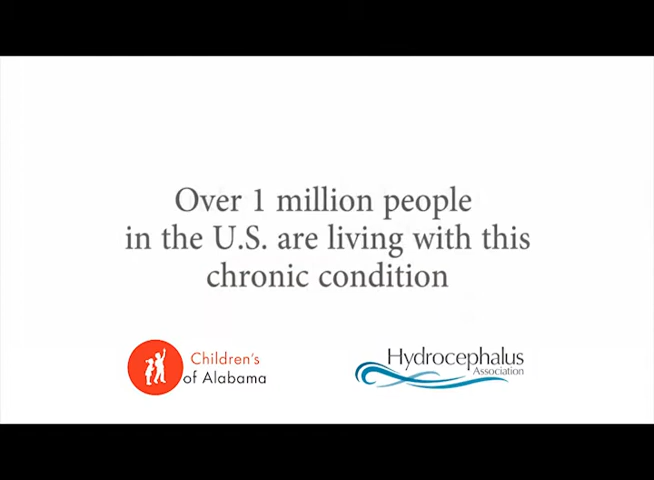 Over 1 million people
in the U.S. are living with this
chronic condition
Children's
of Alabama
Hydrocephalus
Association